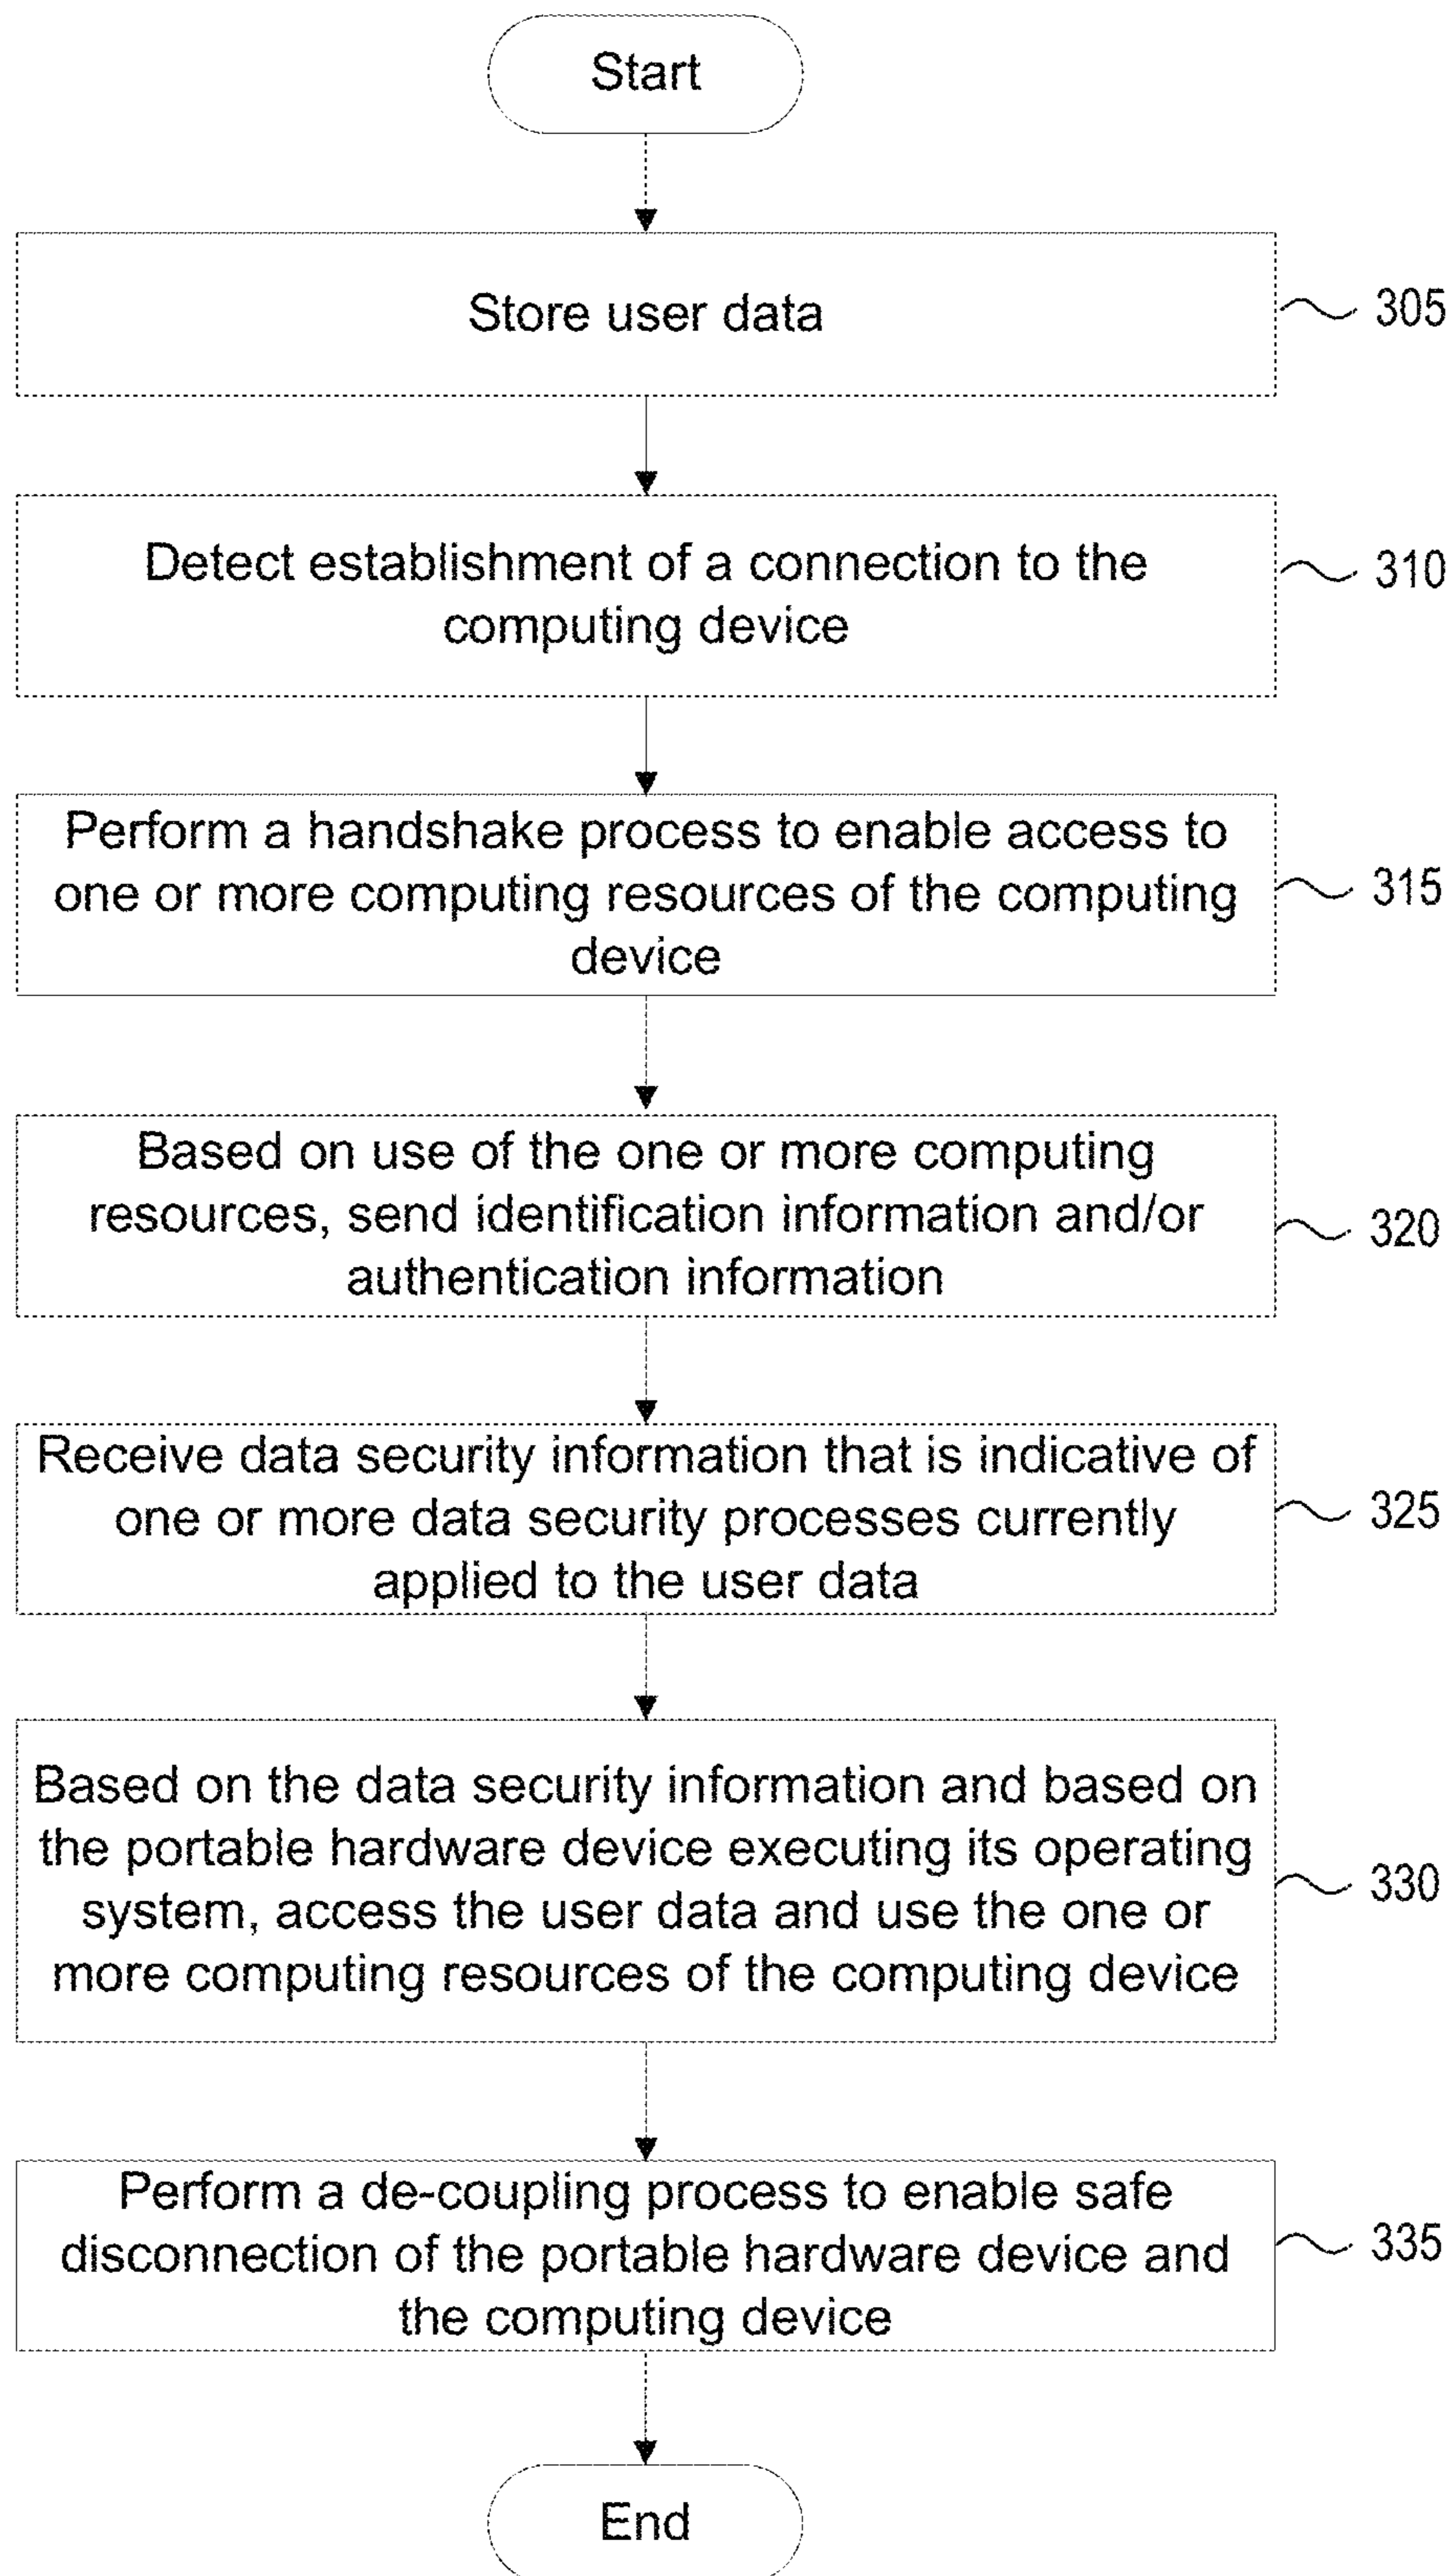 Start
Store user data
305
Detect establishment of a connection to the
computing device
310
Perform a handshake process to enable access to
one or more computing resources of the computing
device
315
Based on use of the one or more computing
resources, send identification information and/or
authentication information
320
Receive data security information that is indicative of
one or more data security processes currently
applied to the user data
325
Based on the data security information and based on
the portable hardware device executing its operating
system, access the user data and use the one or
more computing resources of the computing device
330
Perform a de-coupling process to enable safe
disconnection of the portable hardware device and
the computing device
335
End